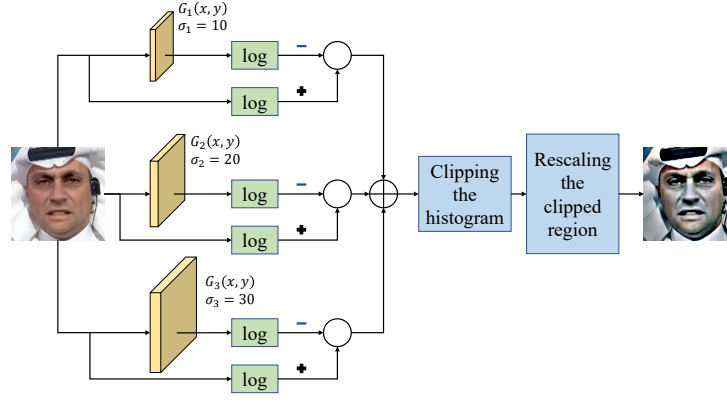 G₁(x, y)
σ₁ = 10
log
−
log
+
G₂(x, y)
σ₂ = 20
log
−
log
+
Clipping
the
histogram
Rescaling
the
clipped
region
G₃(x, y)
σ₃ = 30
log
−
log
+